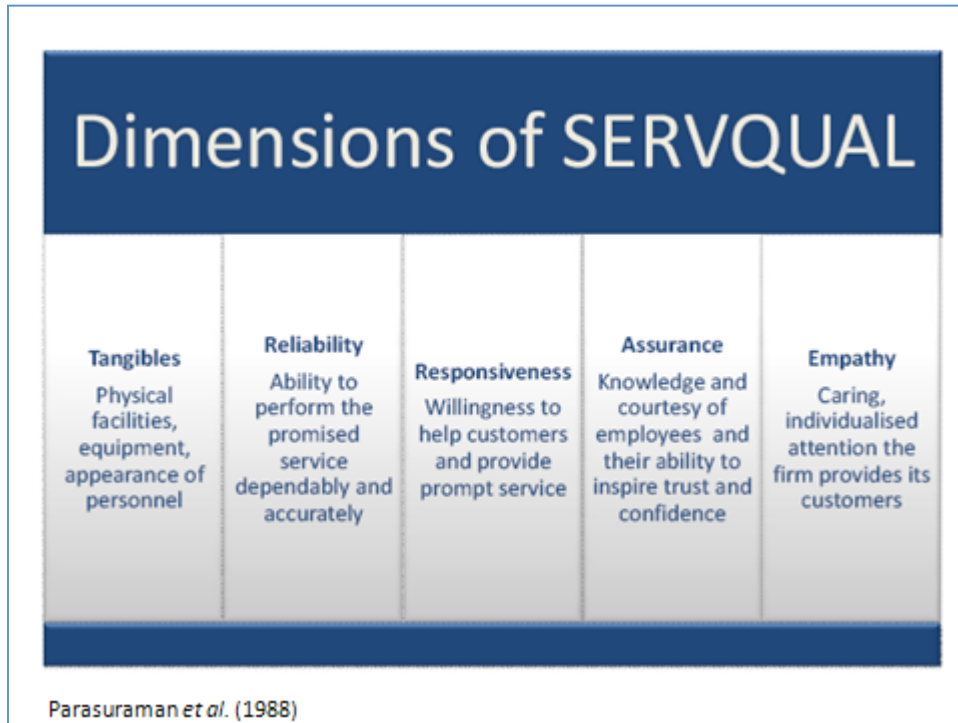 Dimensions of SERVQUAL
Tangibles
Physical
facilities,
equipment,
appearance of
personnel
Reliability
Ability to
perform the
promised
service
dependably and
accurately
Responsiveness
Willingness to
help customers
and provide
prompt service
Assurance
Knowledge and
courtesy of
employees and
their ability to
inspire trust and
confidence
Empathy
Caring,
individualised
attention the
firm provides its
customers
Parasuraman et al. (1988)